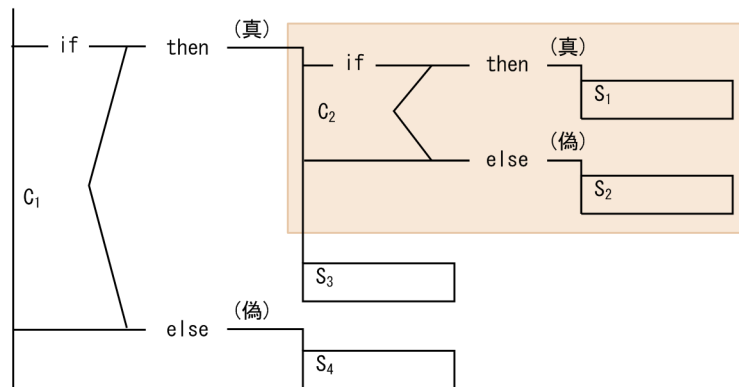 if then (真)
if then (真)
C₂
S₁
else (偽)
C₁
S₂
S₃
else (偽)
S₄